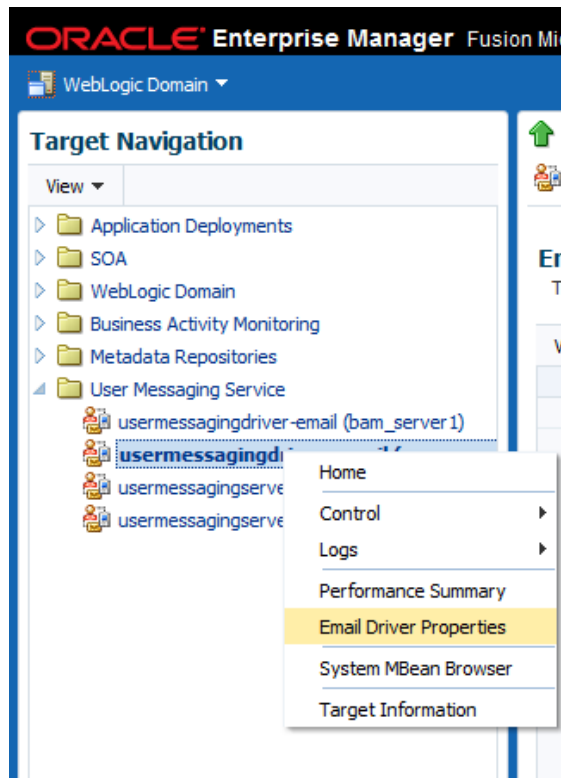 ORACLE Enterprise Manager Fusion Mi
WebLogic Domain
Target Navigation
View
Application Deployments
SOA
WebLogic Domain
Business Activity Monitoring
Metadata Repositories
User Messaging Service
usermessagingdriver-email (bam_server1)
usermessagingd
usermessagingserve
usermessagingserve
Home
Control
Logs
Performance Summary
Email Driver Properties
System MBean Browser
Target Information